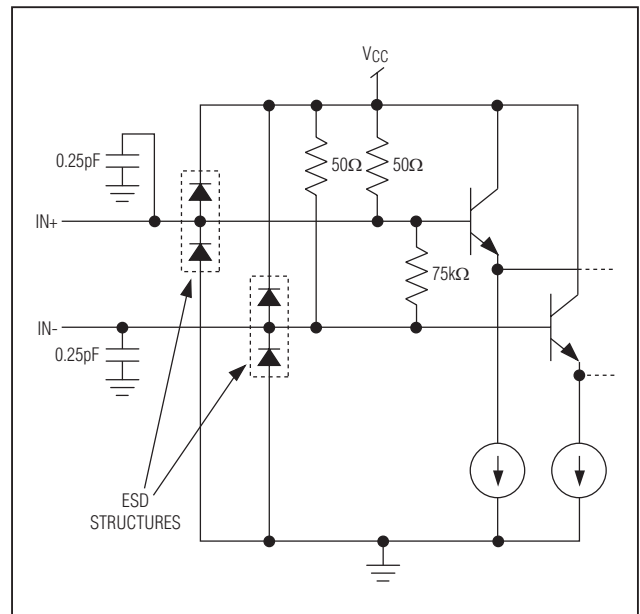 VCC
0.25pF
50Ω
50Ω
IN+
75kΩ
IN-
0.25pF
ESD
STRUCTURES